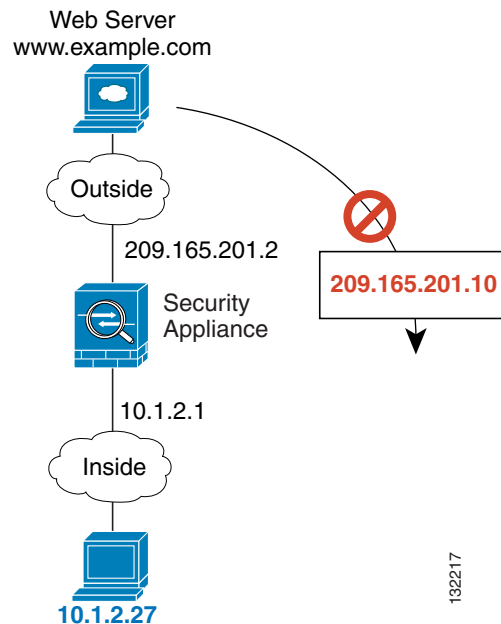 Web Server
www.example.com
Outside
209.165.201.2
209.165.201.10
Security
Appliance
10.1.2.1
Inside
10.1.2.27
132217